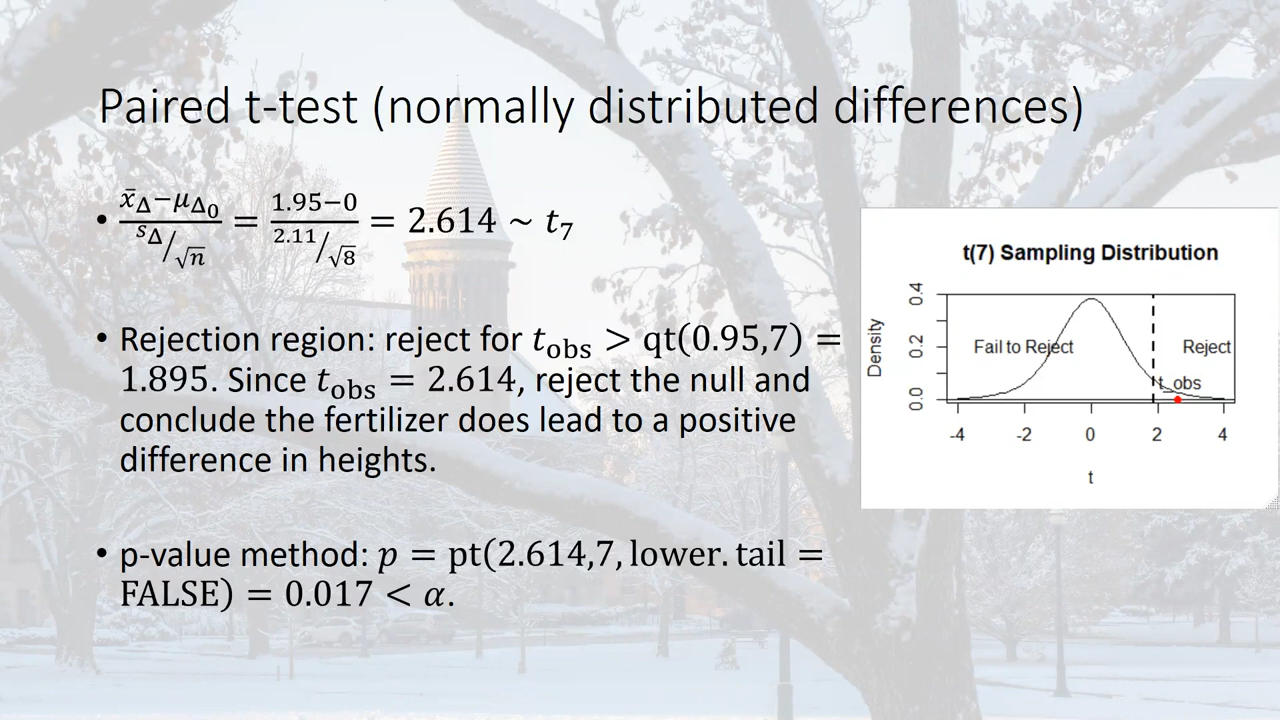 Paired t-test (normally distributed differences)
• x̄_Δ−μ_Δ₀ / s_Δ/√n = 1.95−0 / 2.11/√8 = 2.614 ~ t₇
• Rejection region: reject for t_obs > qt(0.95,7) =
1.895. Since t_obs = 2.614, reject the null and
conclude the fertilizer does lead to a positive
difference in heights.
• p-value method: p = pt(2.614,7, lower. tail =
FALSE) = 0.017 < α.
t(7) Sampling Distribution
Density
0.0 0.2 0.4
Fail to Reject
Reject
t_obs
-4 -2 0 2 4
t